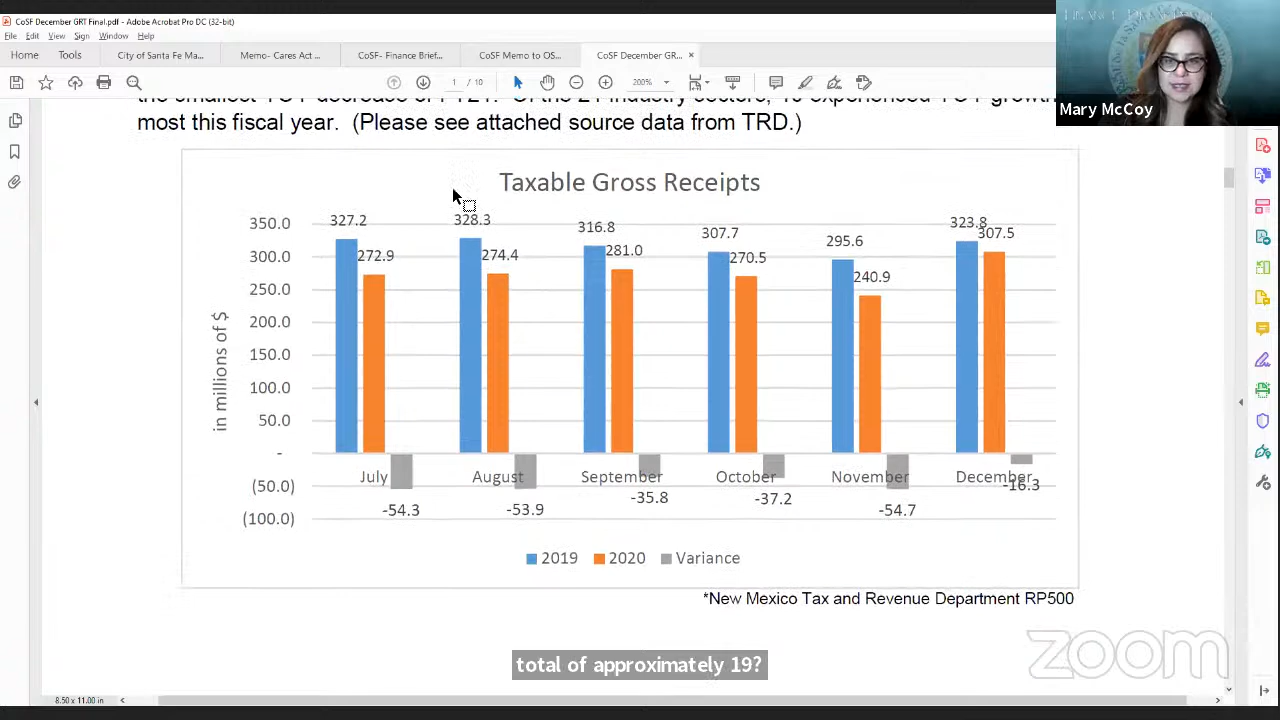 CoSF December GRT Final.pdf - Adobe Acrobat Pro DC (32-bit)
File Edit View Sign Window Help
Home Tools City of Santa Fe Ma... Memo- Cares Act ... CoSF- Finance Brief... CoSF Memo to OS... CoSF December GR... ×
1 / 10 200%
most this fiscal year. (Please see attached source data from TRD.)
Mary McCoy
Taxable Gross Receipts
in millions of $
350.0
300.0
250.0
200.0
150.0
100.0
50.0
-
(50.0)
(100.0)
327.2 328.3 316.8 307.7 295.6 323.8
272.9 274.4 281.0 270.5 240.9 307.5
July August September October November December
-54.3 -53.9 -35.8 -37.2 -54.7 -16.3
2019 2020 Variance
*New Mexico Tax and Revenue Department RP500
total of approximately 19?
zoom
8.50 x 11.00 in